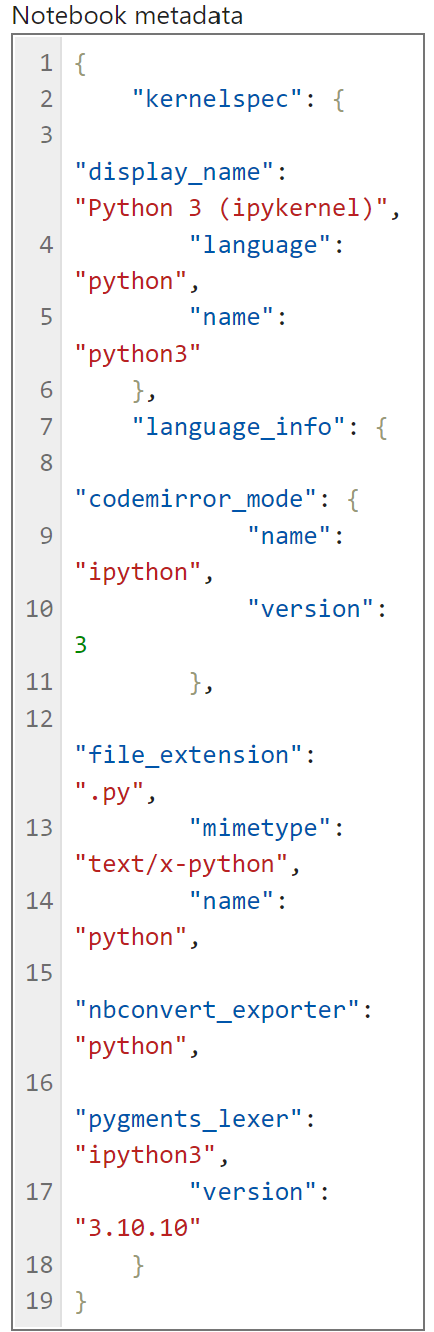 Notebook metadata
1 {
2     "kernelspec": {
3
"display_name":
"Python 3 (ipykernel)",
4         "language":
"python",
5         "name":
"python3"
6     },
7     "language_info": {
8
"codemirror_mode": {
9             "name":
"ipython",
10             "version":
3
11         },
12
"file_extension":
".py",
13         "mimetype":
"text/x-python",
14         "name":
"python",
15
"nbconvert_exporter":
"python",
16
"pygments_lexer":
"ipython3",
17         "version":
"3.10.10"
18     }
19 }